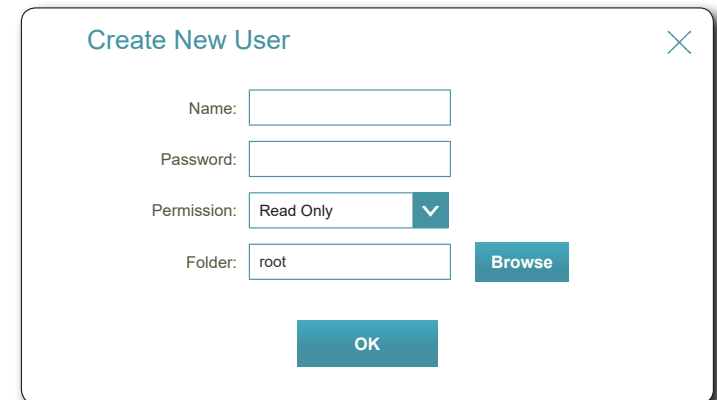 Create New User
Name:
Password:
Permission: Read Only
Folder: root Browse
OK